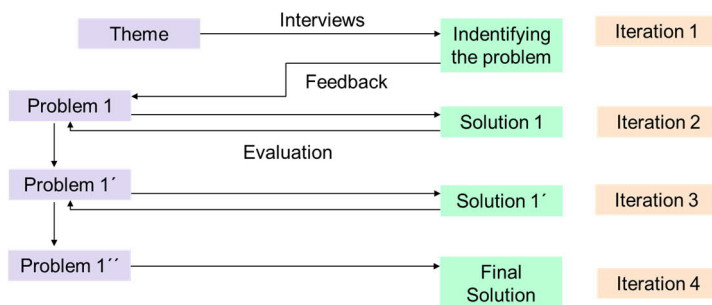 Theme
Interviews
Indentifying
the problem
Iteration 1
Feedback
Problem 1
Solution 1
Iteration 2
Evaluation
Problem 1´
Solution 1´
Iteration 3
Problem 1´´
Final
Solution
Iteration 4